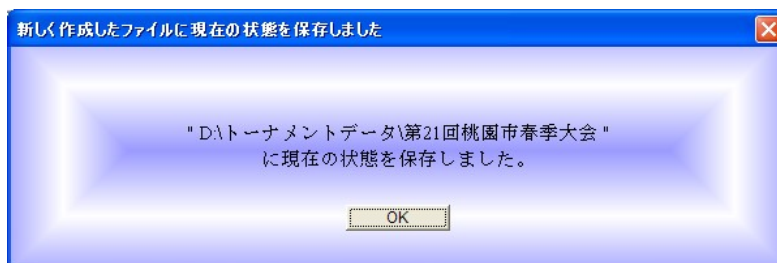 新しく作成したファイルに現在の状態を保存しました
" D:\トーナメントデータ\第21回桃園市春季大会 "
に現在の状態を保存しました。
OK